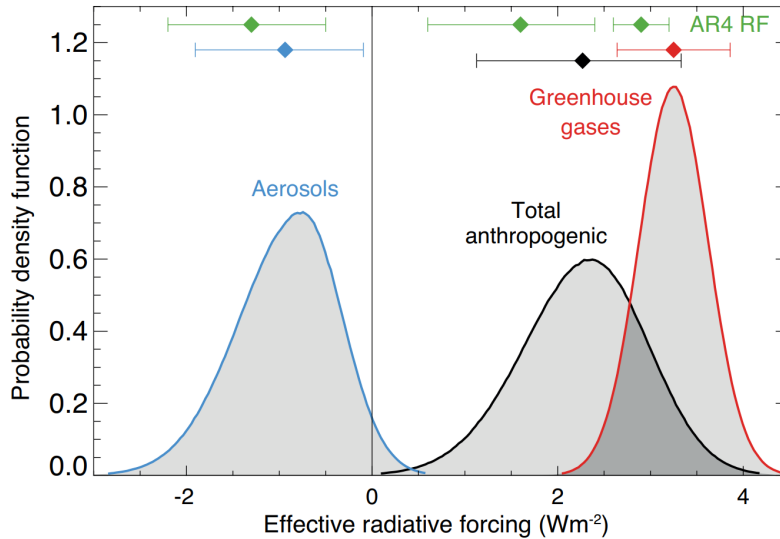 AR4 RF
1.2
1.0
0.8
0.6
0.4
0.2
0.0
Probability density function
Greenhouse
gases
Aerosols
Total
anthropogenic
-2
0
2
4
Effective radiative forcing (Wm⁻²)